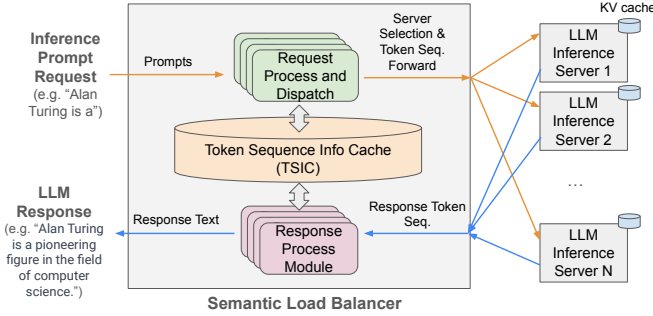 KV cache
Inference
Prompt
Request
(e.g. “Alan
Turing is a”)
Prompts
Request
Process and
Dispatch
Server
Selection &
Token Seq.
Forward
LLM
Inference
Server 1
LLM
Inference
Server 2
...
LLM
Inference
Server N
Token Sequence Info Cache
(TSIC)
LLM
Response
(e.g. “Alan Turing
is a pioneering
figure in the field
of computer
science.”)
Response Text
Response
Process
Module
Response Token
Seq.
Semantic Load Balancer